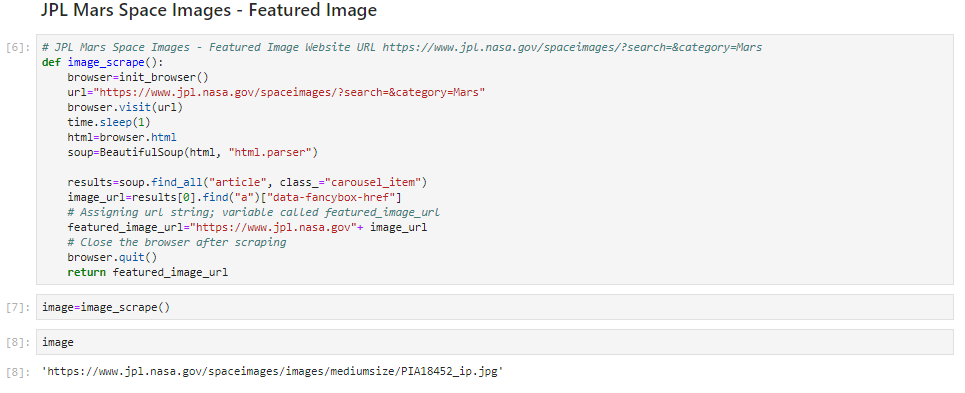 JPL Mars Space Images - Featured Image
[6]:
# JPL Mars Space Images - Featured Image Website URL https://www.jpl.nasa.gov/spaceimages/?search=&category=Mars
def image_scrape():
    browser=init_browser()
    url="https://www.jpl.nasa.gov/spaceimages/?search=&category=Mars"
    browser.visit(url)
    time.sleep(1)
    html=browser.html
    soup=BeautifulSoup(html, "html.parser")

    results=soup.find_all("article", class_="carousel_item")
    image_url=results[0].find("a")["data-fancybox-href"]
    # Assigning url string; variable called featured_image_url
    featured_image_url="https://www.jpl.nasa.gov"+ image_url
    # Close the browser after scraping
    browser.quit()
    return featured_image_url
[7]:
image=image_scrape()
[8]:
image
[8]:
'https://www.jpl.nasa.gov/spaceimages/images/mediumsize/PIA18452_ip.jpg'